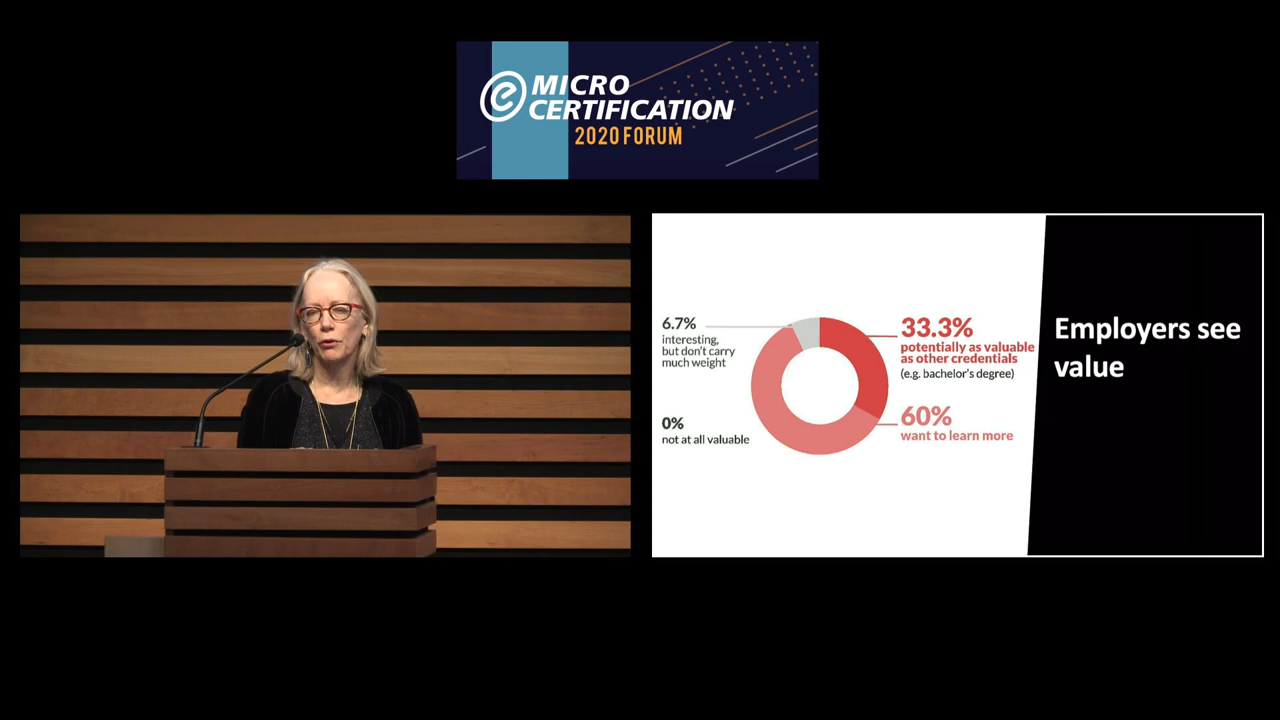 MICRO
CERTIFICATION
2020 FORUM
6.7%
interesting,
but don't carry
much weight
0%
not at all valuable
33.3%
potentially as valuable
as other credentials
(e.g. bachelor's degree)
60%
want to learn more
Employers see
value